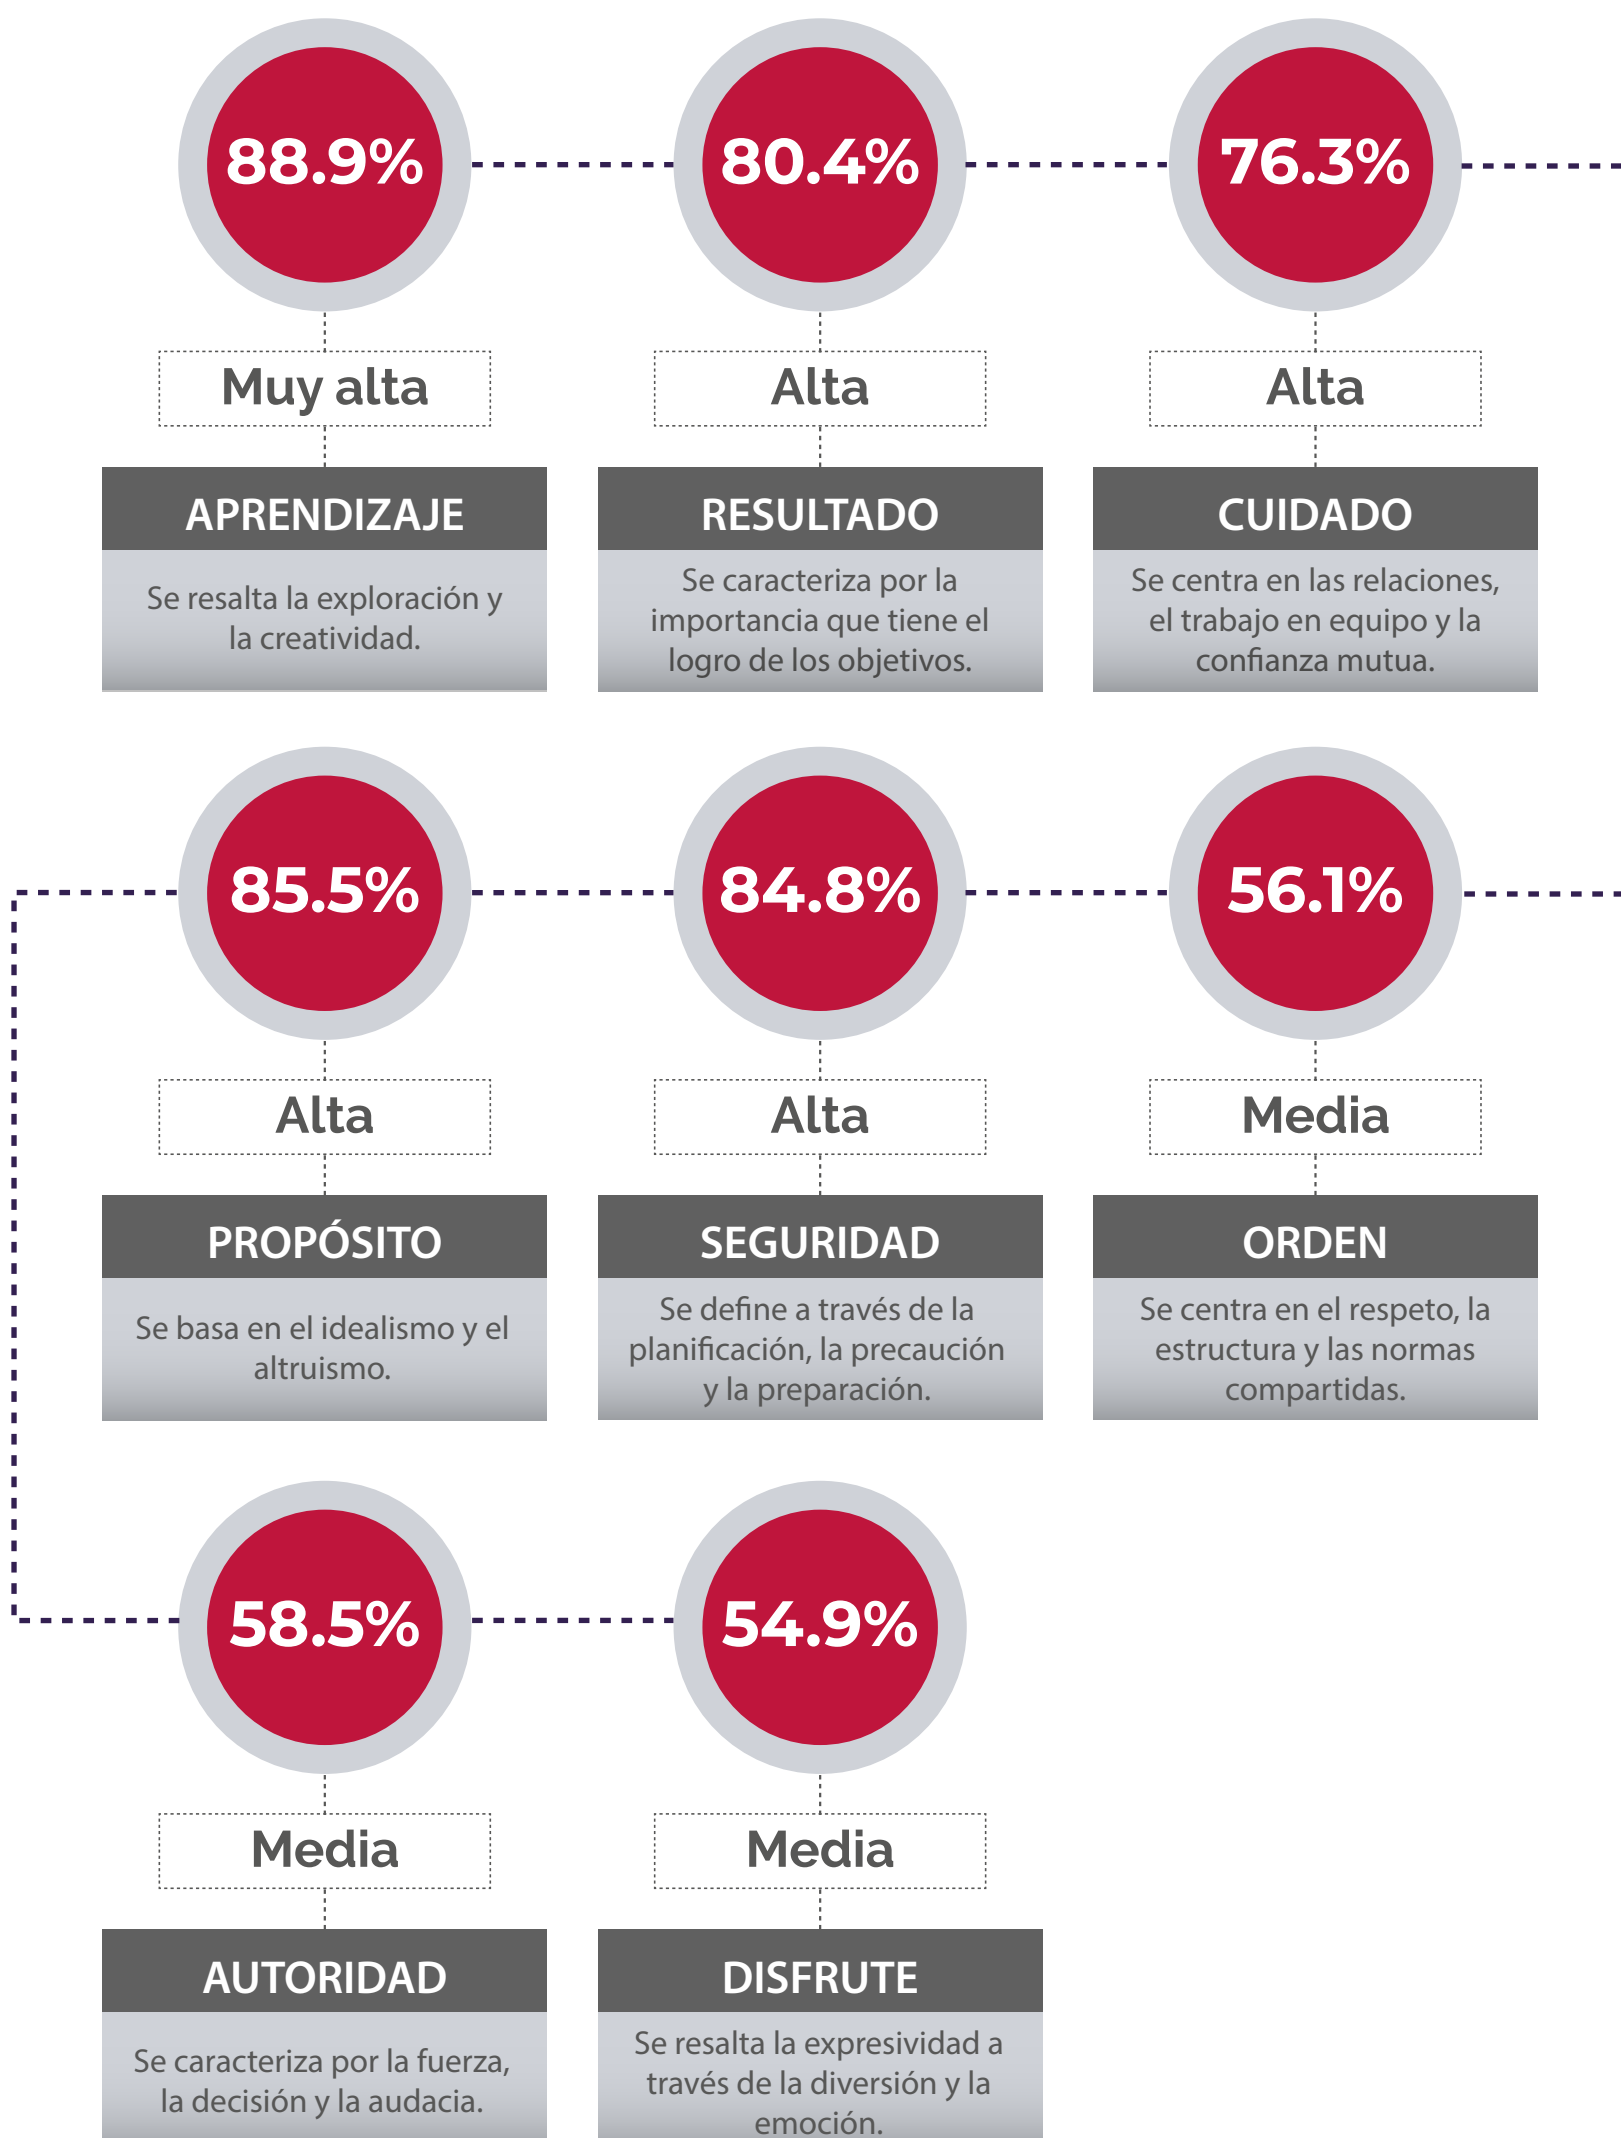 88.9%
80.4%
76.3%
Muy alta
Alta
Alta
APRENDIZAJE
RESULTADO
CUIDADO
Se resalta la exploración y
la creatividad.
Se caracteriza por la
importancia que tiene el
logro de los objetivos.
Se centra en las relaciones,
el trabajo en equipo y la
confianza mutua.
85.5%
84.8%
56.1%
Alta
Alta
Media
PROPÓSITO
SEGURIDAD
ORDEN
Se basa en el idealismo y el
altruismo.
Se define a través de la
planificación, la precaución
y la preparación.
Se centra en el respeto, la
estructura y las normas
compartidas.
58.5%
54.9%
Media
Media
AUTORIDAD
DISFRUTE
Se caracteriza por la fuerza,
la decisión y la audacia.
Se resalta la expresividad a
través de la diversión y la
emoción.